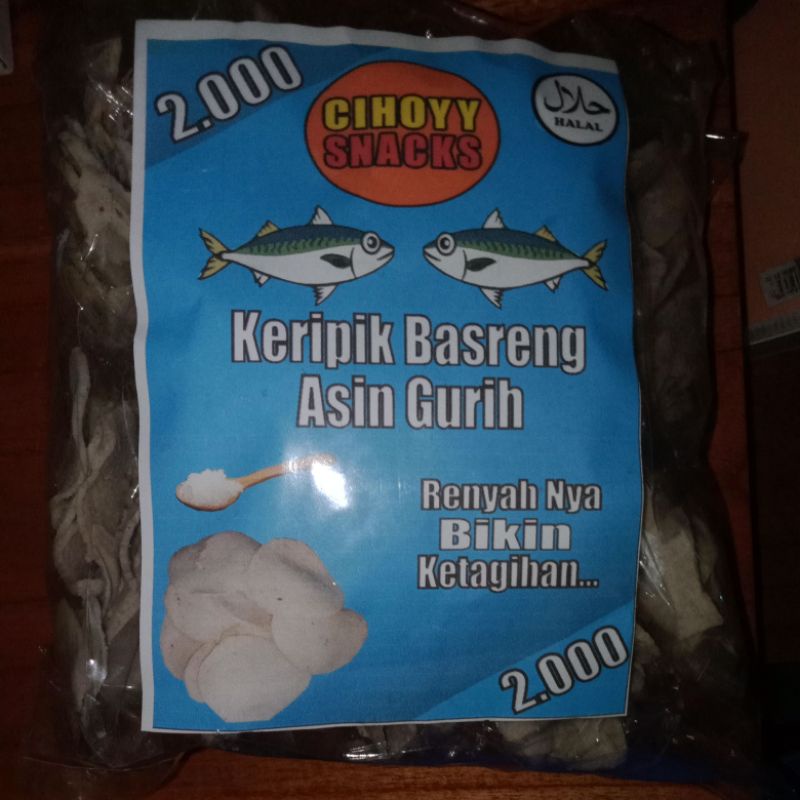 2.000
CIHOYY
SNACKS
حلال
HALAL
Keripik Basreng
Asin Gurih
Renyah Nya
Bikin
Ketagihan...
2.000